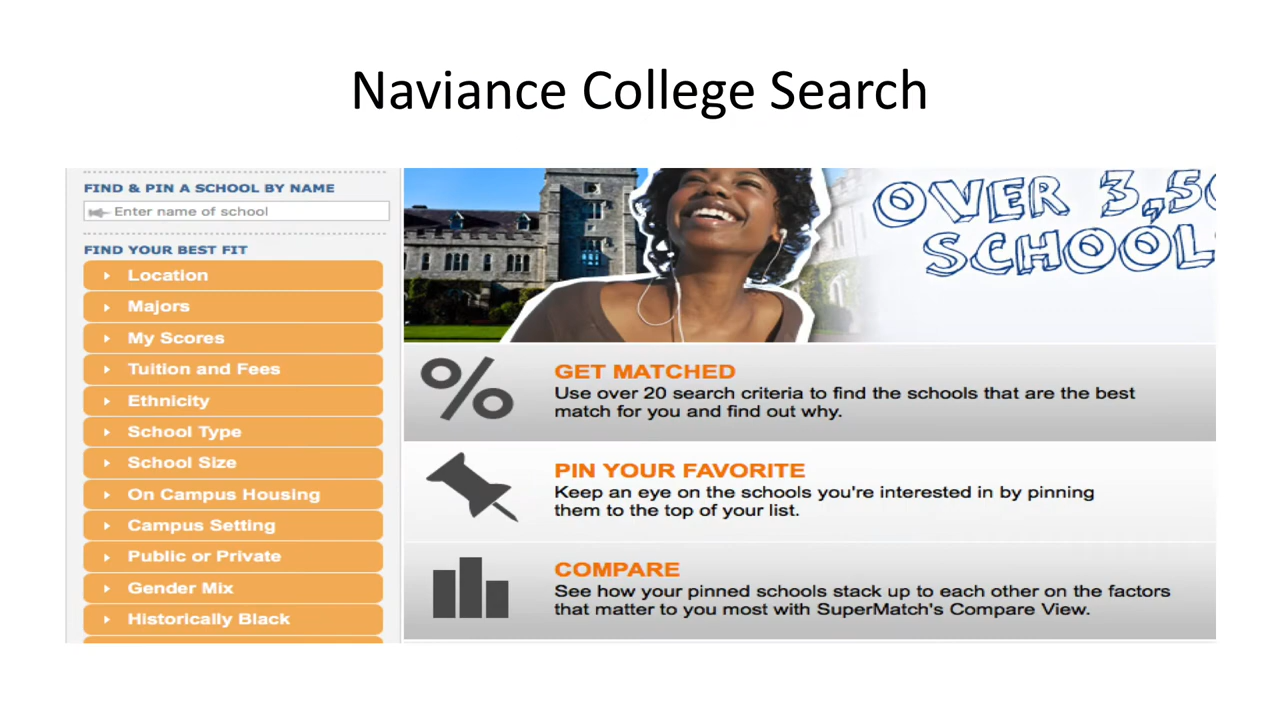 Naviance College Search
FIND & PIN A SCHOOL BY NAME
Enter name of school
FIND YOUR BEST FIT
Location
Majors
My Scores
Tuition and Fees
Ethnicity
School Type
School Size
On Campus Housing
Campus Setting
Public or Private
Gender Mix
Historically Black
OVER 3,5
SCHOOL
%
GET MATCHED
Use over 20 search criteria to find the schools that are the best
match for you and find out why.
PIN YOUR FAVORITE
Keep an eye on the schools you're interested in by pinning
them to the top of your list.
COMPARE
See how your pinned schools stack up to each other on the factors
that matter to you most with SuperMatch's Compare View.